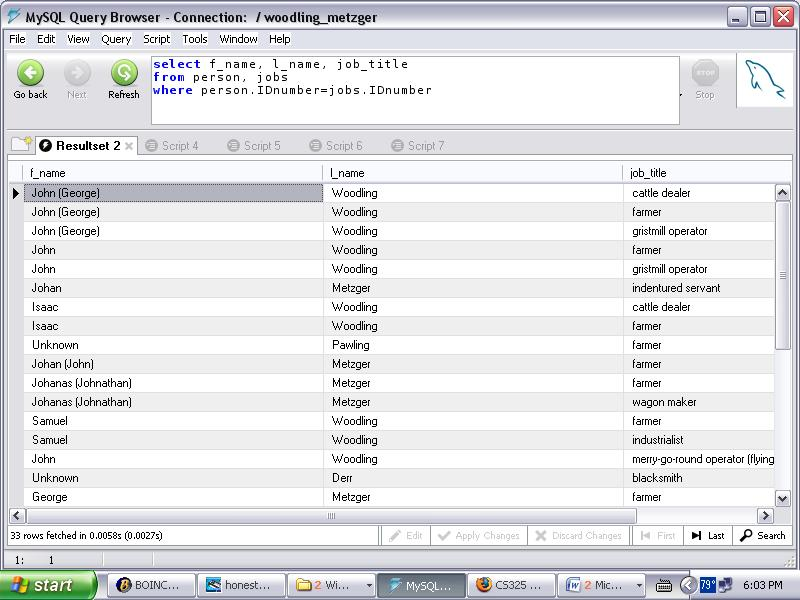 MySQL Query Browser - Connection: / woodling_metzger
File Edit View Query Script Tools Window Help
Go back Next Refresh
select f_name, l_name, job_title
from person, jobs
where person.IDnumber=jobs.IDnumber
STOP
Stop
Resultset 2 Script 4 Script 5 Script 6 Script 7
f_name l_name job_title
John (George) Woodling cattle dealer
John (George) Woodling farmer
John (George) Woodling gristmill operator
John Woodling farmer
John Woodling gristmill operator
Johan Metzger indentured servant
Isaac Woodling cattle dealer
Isaac Woodling farmer
Unknown Pawling farmer
Johan (John) Metzger farmer
Johanas (Johnathan) Metzger farmer
Johanas (Johnathan) Metzger wagon maker
Samuel Woodling farmer
Samuel Woodling industrialist
John Woodling merry-go-round operator (flying
Unknown Derr blacksmith
George Metzger farmer
33 rows fetched in 0.0058s (0.0027s) Edit Apply Changes Discard Changes First Last Search
1: 1
start BOINC... honest... 2 Wi... MySQL... CS325 ... 2 Mic... 79° 6:03 PM